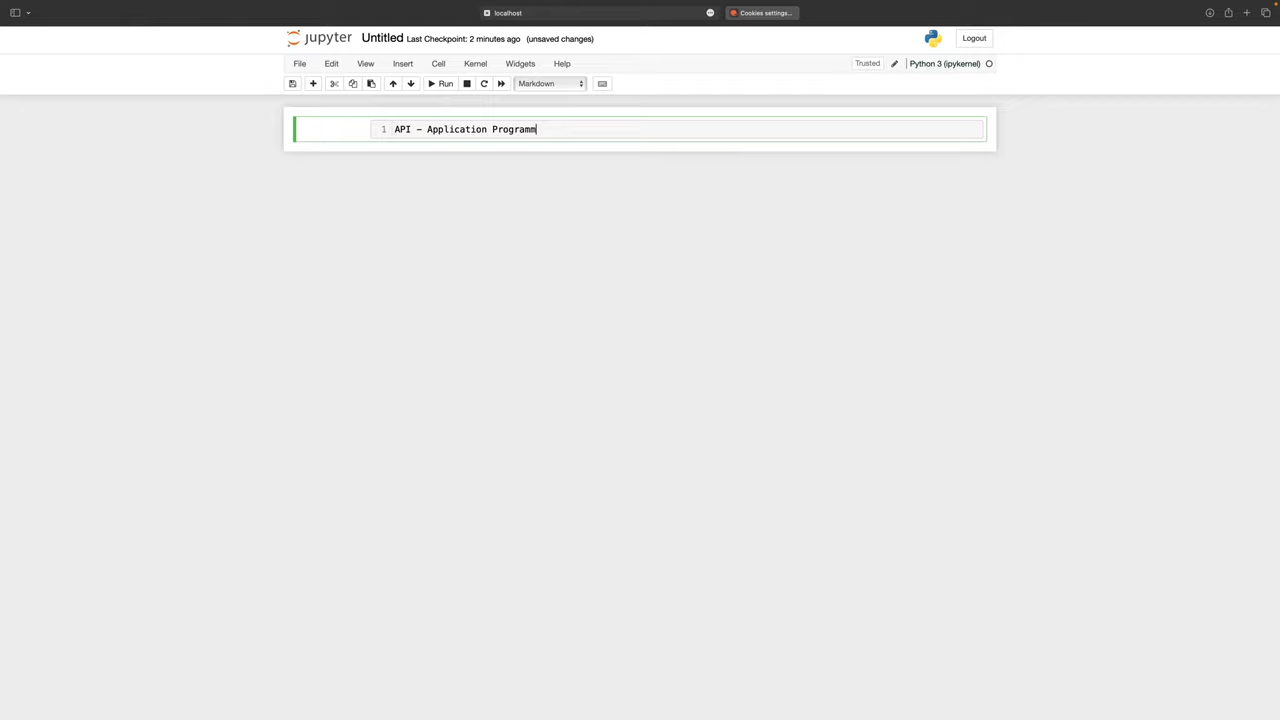 localhost
Cookies settings...
jupyter Untitled Last Checkpoint: 2 minutes ago (unsaved changes)
Logout
File Edit View Insert Cell Kernel Widgets Help
Trusted Python 3 (ipykernel)
Run Markdown
1 API - Application Programm